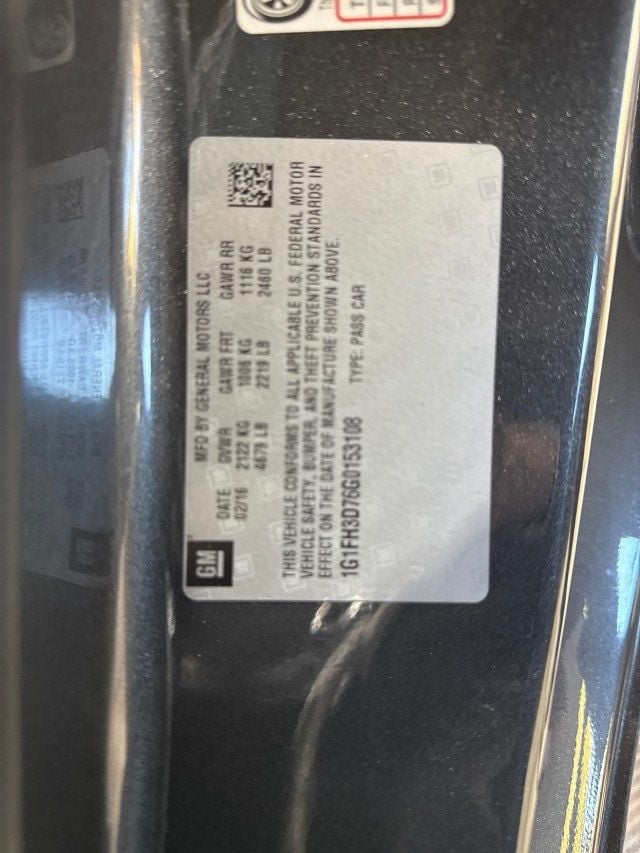 GM
MFD BY GENERAL MOTORS LLC
DATE GVWR GAWR FRT GAWR RR
02/16 2122 KG 1006 KG 1116 KG
4679 LB 2219 LB 2460 LB
THIS VEHICLE CONFORMS TO ALL APPLICABLE U.S. FEDERAL MOTOR
VEHICLE SAFETY, BUMPER, AND THEFT PREVENTION STANDARDS IN
EFFECT ON THE DATE OF MANUFACTURE SHOWN ABOVE.
1G1FH3D76G0153108 TYPE: PASS CAR